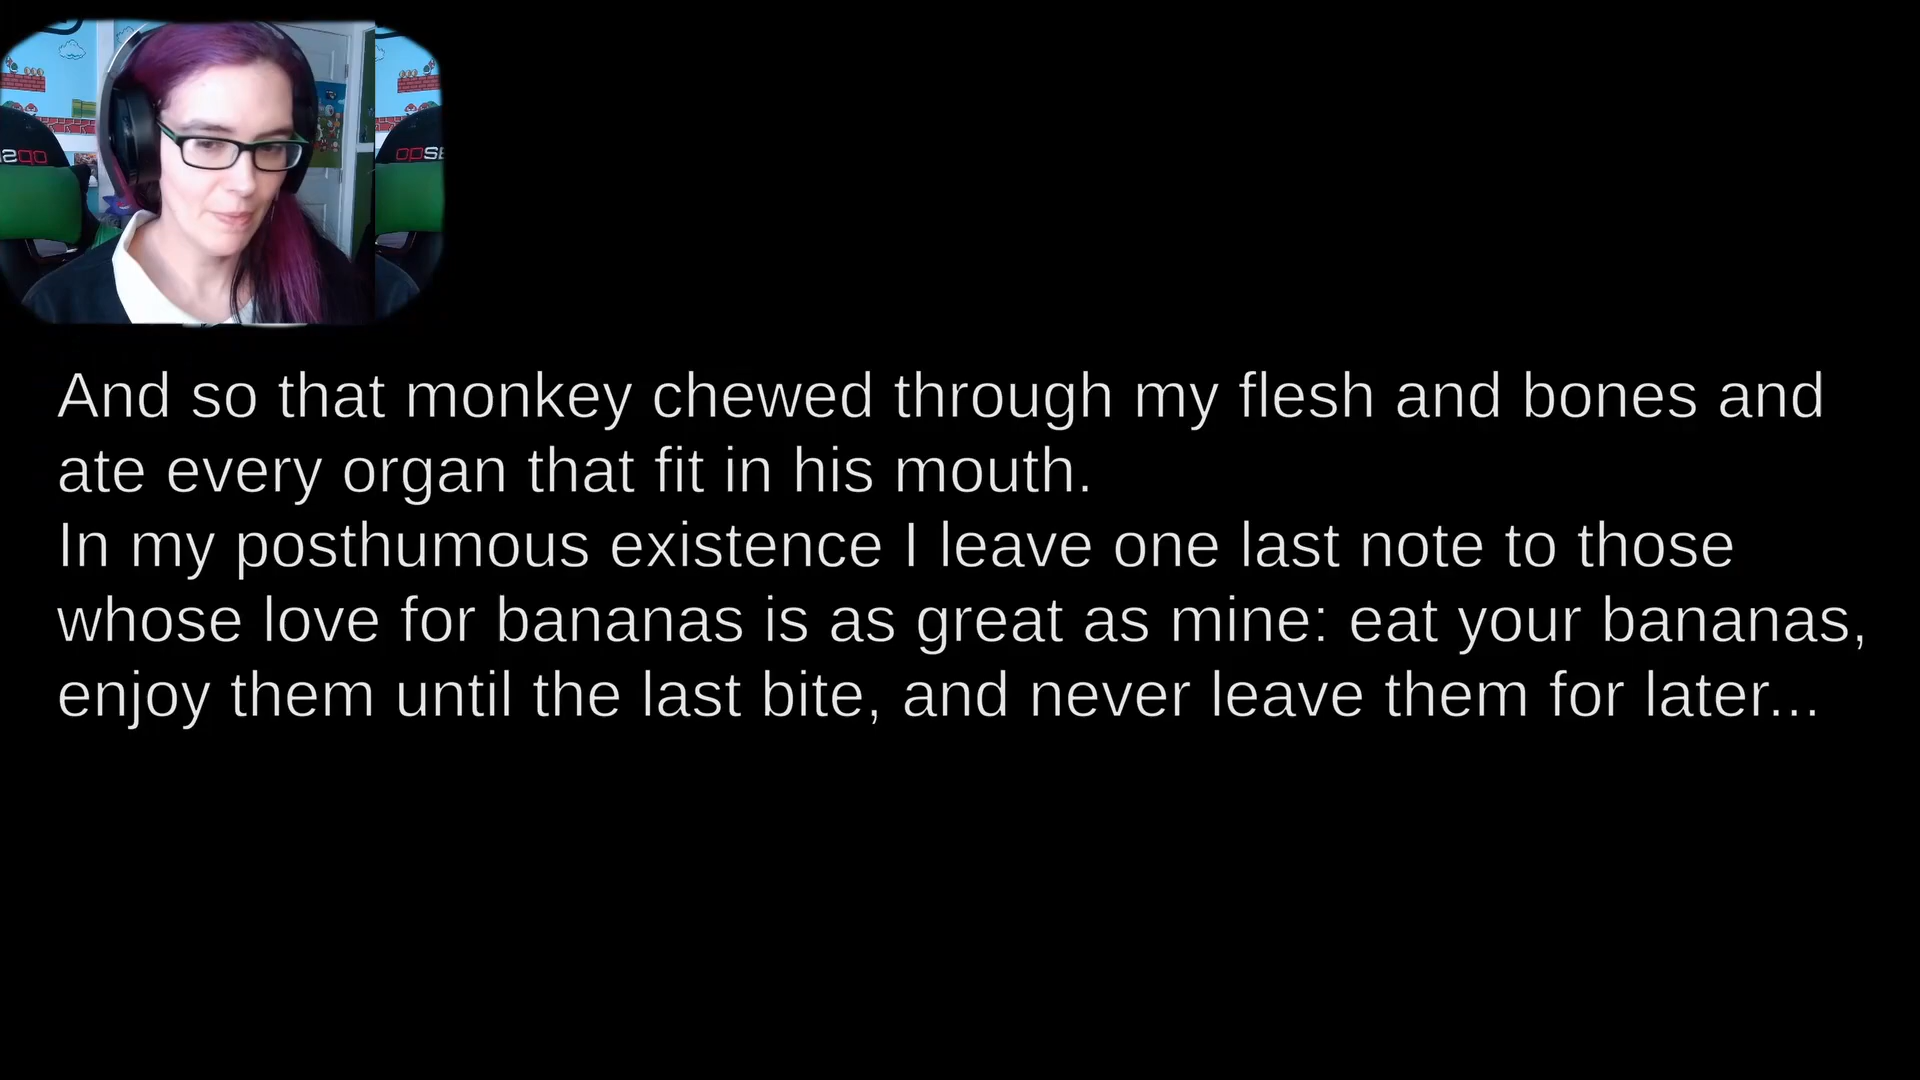 opse
And so that monkey chewed through my flesh and bones and
ate every organ that fit in his mouth.
In my posthumous existence I leave one last note to those
whose love for bananas is as great as mine: eat your bananas,
enjoy them until the last bite, and never leave them for later...